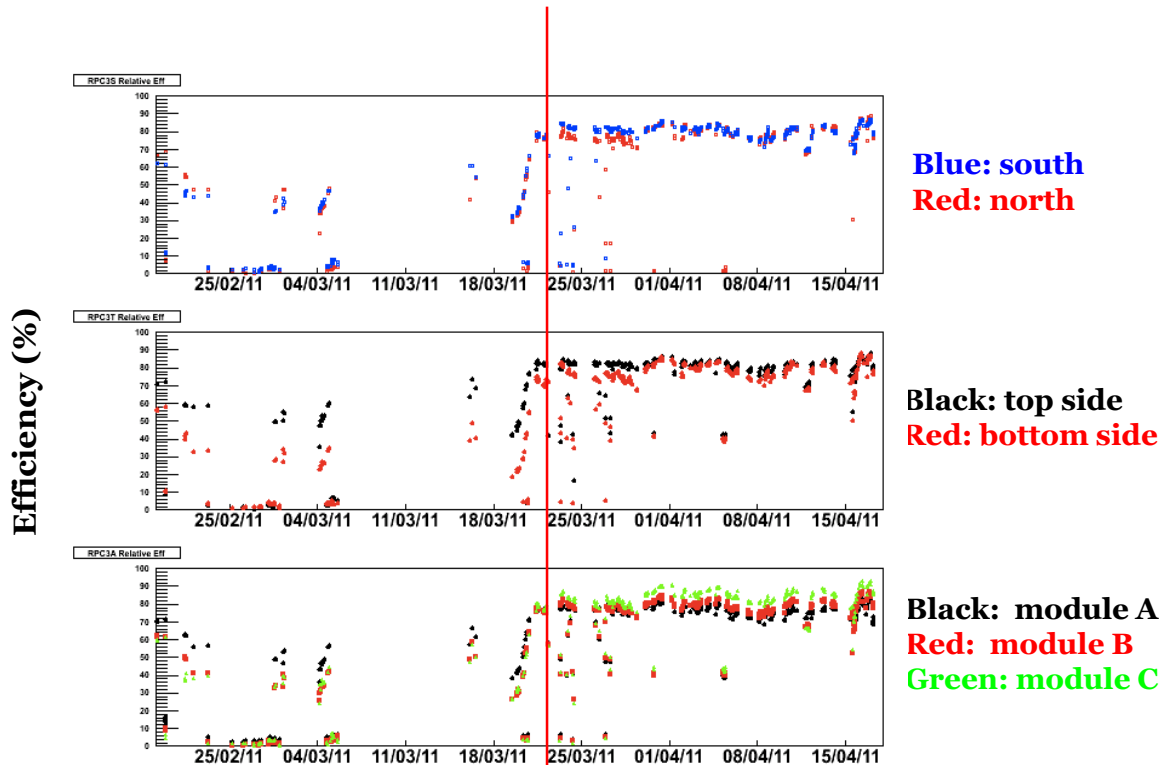 RPC3S Relative Eff
100
90
80
70
60
50
40
30
20
10
0
25/02/11 04/03/11 11/03/11 18/03/11 25/03/11 01/04/11 08/04/11 15/04/11
Blue: south
Red: north
Efficiency (%)
RPC3T Relative Eff
100
90
80
70
60
50
40
30
20
10
0
25/02/11 04/03/11 11/03/11 18/03/11 25/03/11 01/04/11 08/04/11 15/04/11
Black: top side
Red: bottom side
RPC3A Relative Eff
100
90
80
70
60
50
40
30
20
10
0
25/02/11 04/03/11 11/03/11 18/03/11 25/03/11 01/04/11 08/04/11 15/04/11
Black: module A
Red: module B
Green: module C